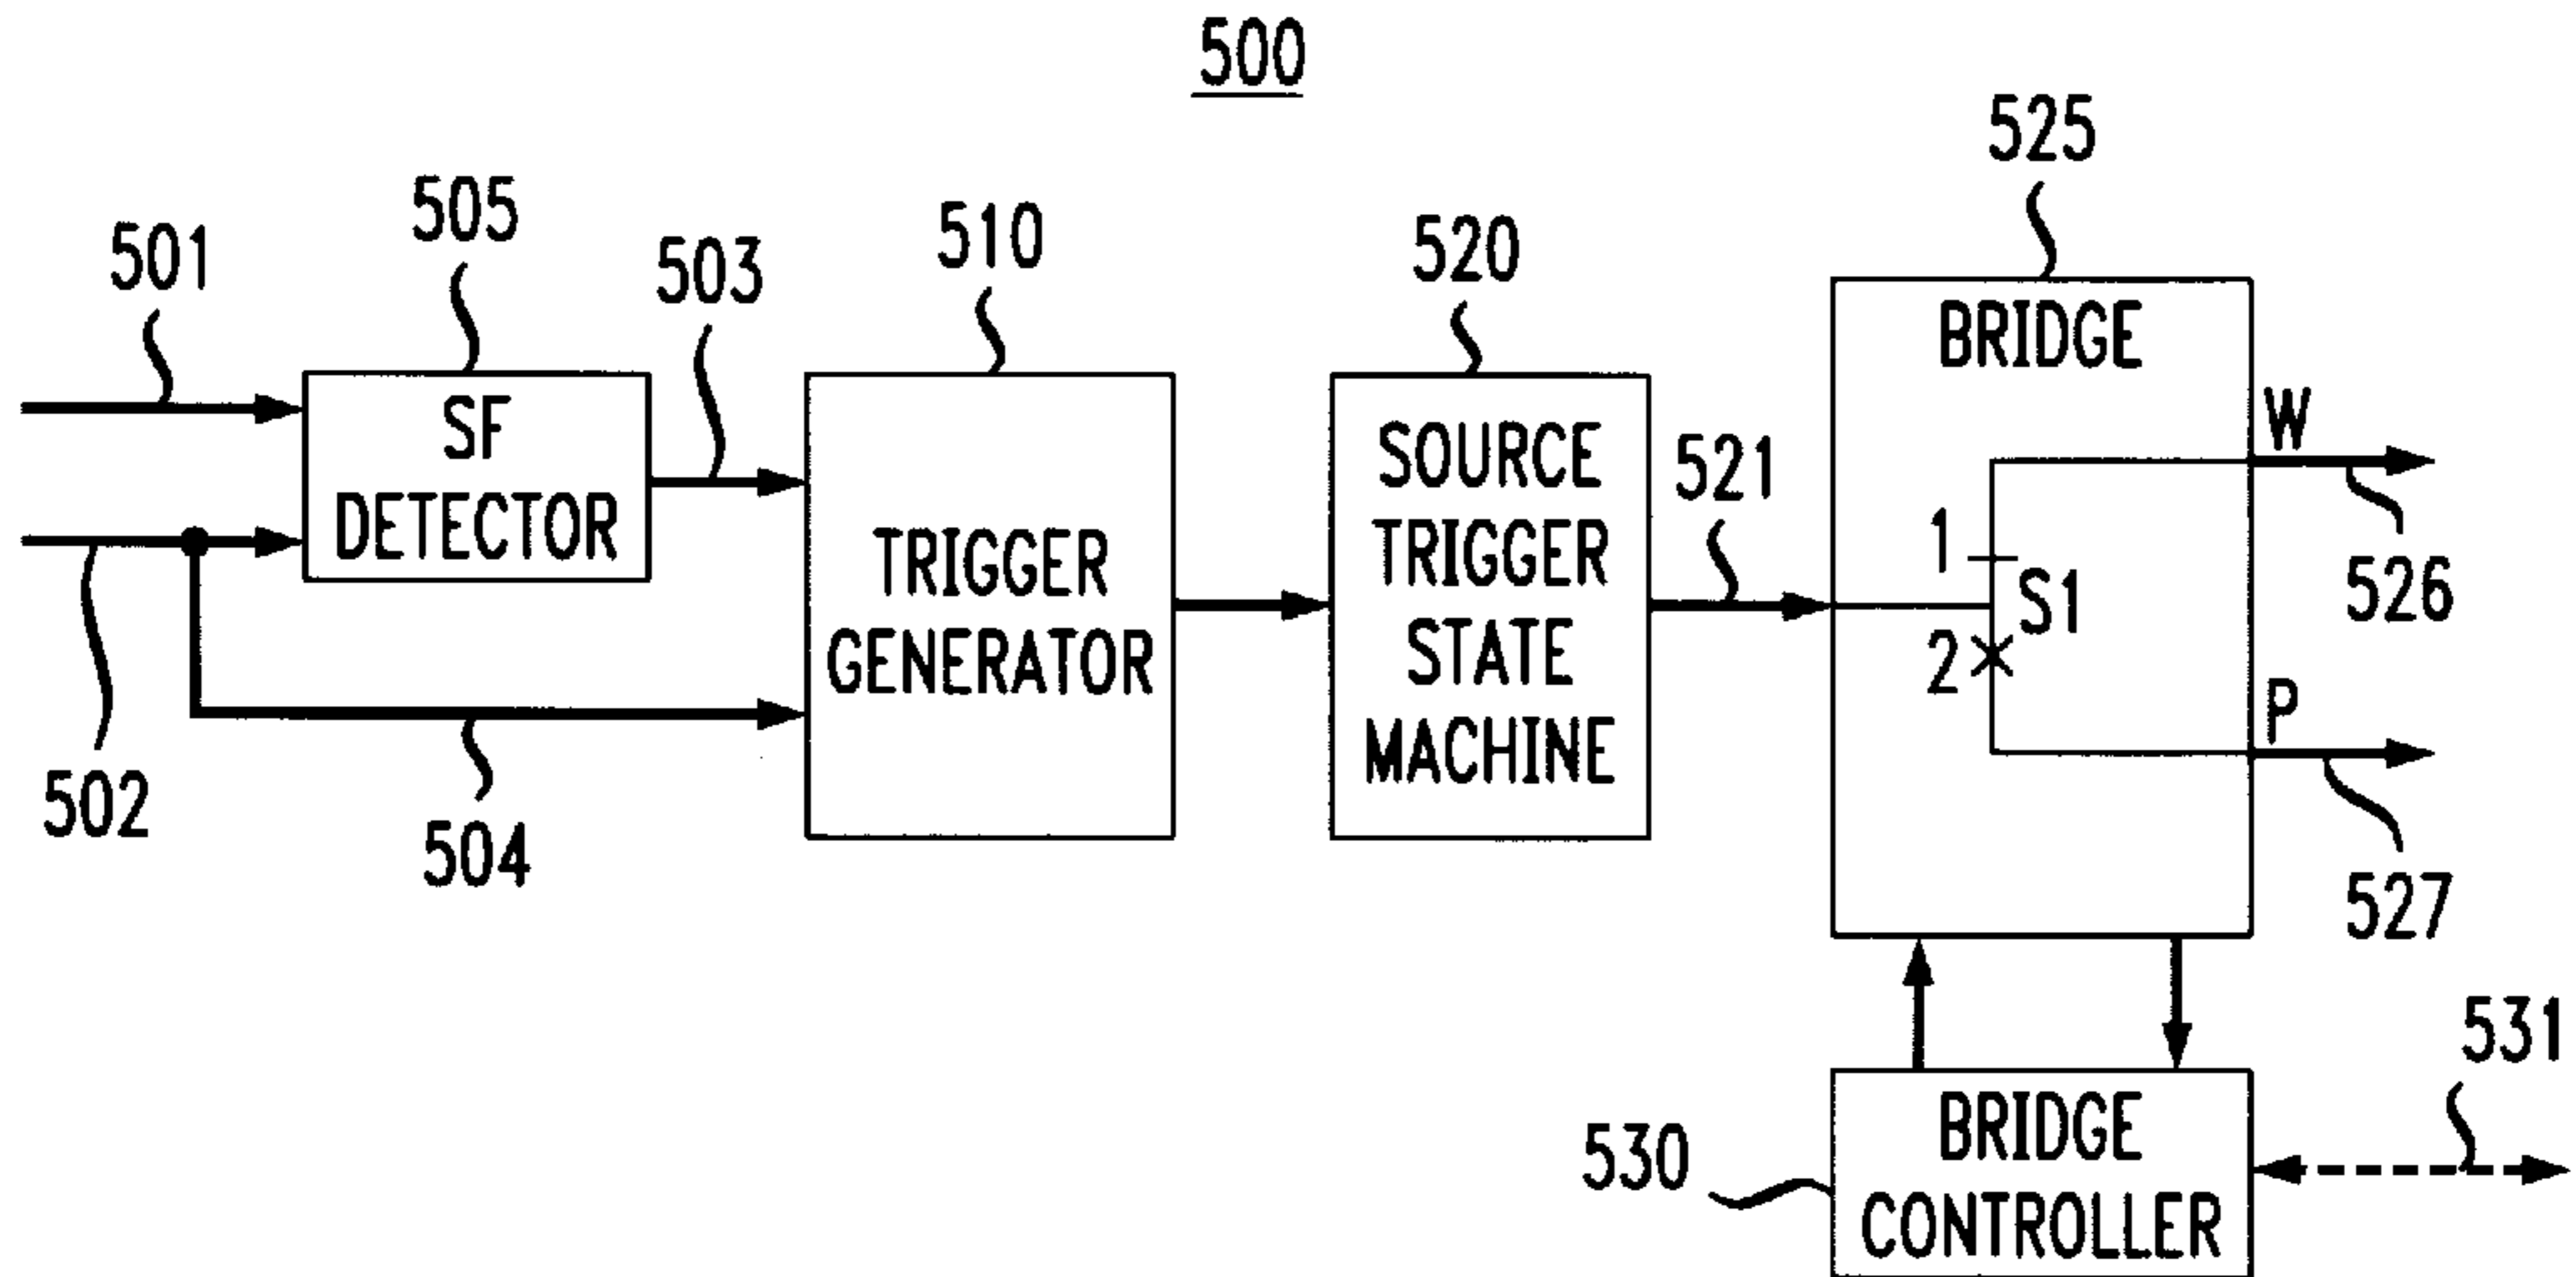 500
501
505
503
510
520
525
SF
DETECTOR
502
504
TRIGGER
GENERATOR
SOURCE
TRIGGER
STATE
MACHINE
521
BRIDGE
1
S1
2
W
526
P
527
530
BRIDGE
CONTROLLER
531